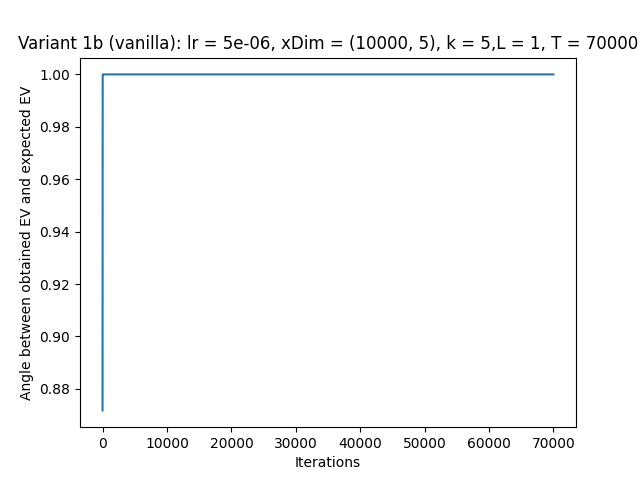 Variant 1b (vanilla): lr = 5e-06, xDim = (10000, 5), k = 5,L = 1, T = 70000
Angle between obtained EV and expected EV
1.00
0.98
0.96
0.94
0.92
0.90
0.88
0 10000 20000 30000 40000 50000 60000 70000
Iterations